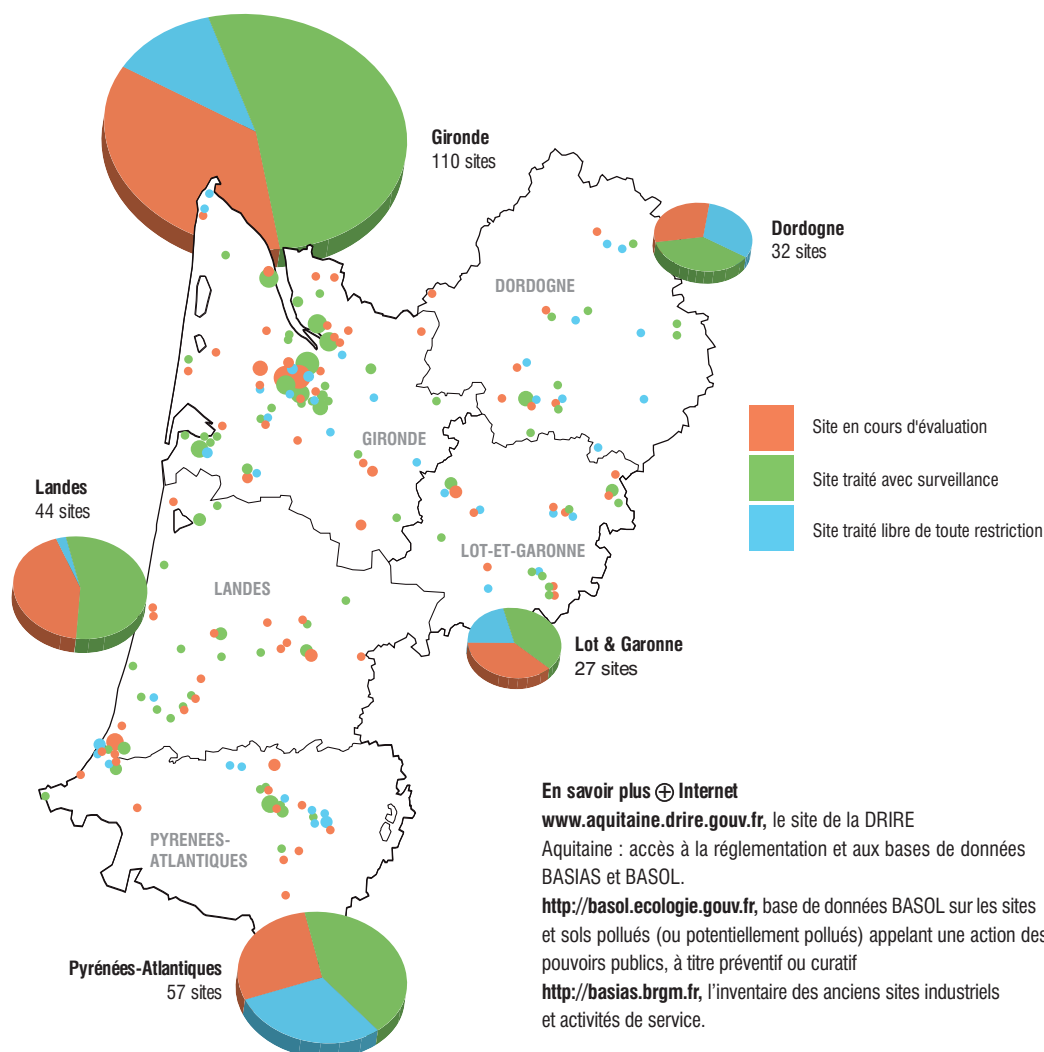 Gironde
110 sites
Dordogne
32 sites
DORDOGNE
Site en cours d'évaluation
GIRONDE
Site traité avec surveillance
Landes
44 sites
Site traité libre de toute restriction
LOT-ET-GARONNE
LANDES
Lot & Garonne
27 sites
En savoir plus ⊕ Internet
www.aquitaine.drire.gouv.fr, le site de la DRIRE
Aquitaine : accès à la réglementation et aux bases de données
BASIAS et BASOL.
http://basol.ecologie.gouv.fr, base de données BASOL sur les sites
et sols pollués (ou potentiellement pollués) appelant une action des
pouvoirs publics, à titre préventif ou curatif
http://basias.brgm.fr, l'inventaire des anciens sites industriels
et activités de service.
PYRENEES-
ATLANTIQUES
Pyrénées-Atlantiques
57 sites